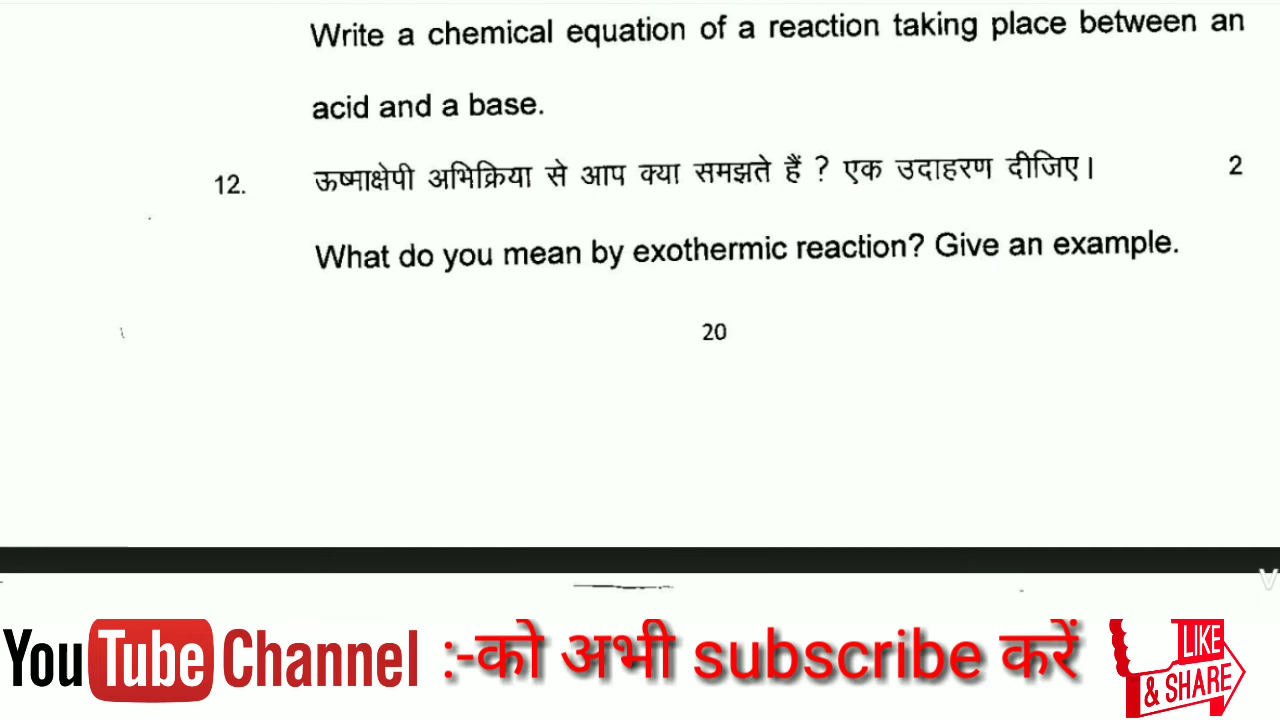 Write a chemical equation of a reaction taking place between an
acid and a base.
12. ऊष्माक्षेपी अभिक्रिया से आप क्या समझते हैं ? एक उदाहरण दीजिए। 2
What do you mean by exothermic reaction? Give an example.
20
YouTube Channel :-को अभी subscribe करें
LIKE
& SHARE